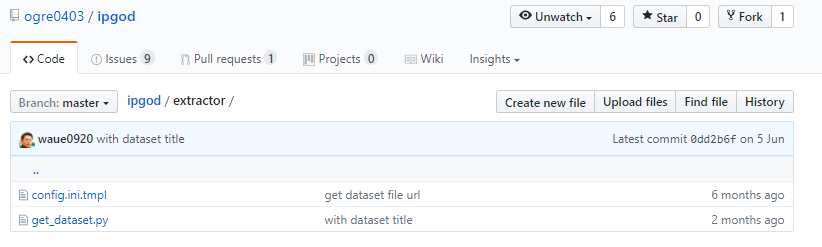 ogre0403 / ipgod
Unwatch 6 Star 0 Fork 1
Code Issues 9 Pull requests 1 Projects 0 Wiki Insights
Branch: master ipgod / extractor / Create new file Upload files Find file History
waue0920 with dataset title Latest commit 0dd2b6f on 5 Jun
..
config.ini.tmpl get dataset file url 6 months ago
get_dataset.py with dataset title 2 months ago